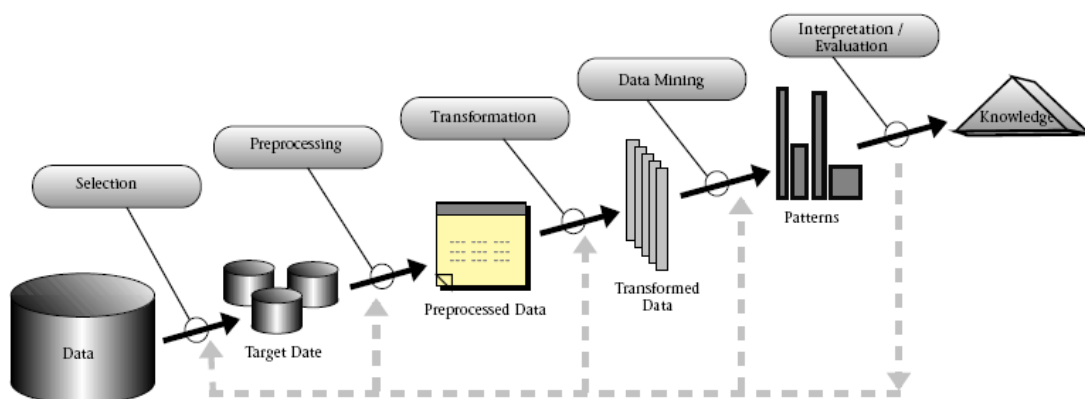 Interpretation /
Evaluation
Data Mining
Transformation
Preprocessing
Selection
Data
Target Date
Preprocessed Data
Transformed
Data
Patterns
Knowledge